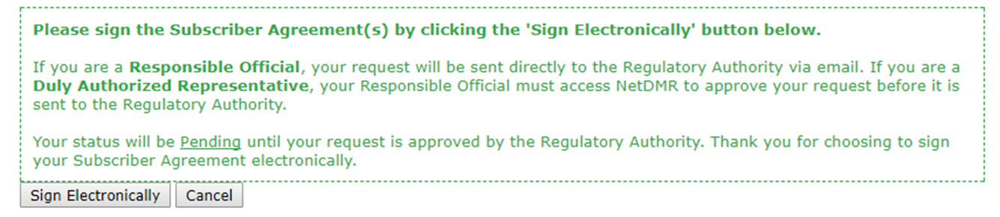 Please sign the Subscriber Agreement(s) by clicking the 'Sign Electronically' button below.
If you are a Responsible Official, your request will be sent directly to the Regulatory Authority via email. If you are a
Duly Authorized Representative, your Responsible Official must access NetDMR to approve your request before it is
sent to the Regulatory Authority.
Your status will be Pending until your request is approved by the Regulatory Authority. Thank you for choosing to sign
your Subscriber Agreement electronically.
Sign Electronically Cancel